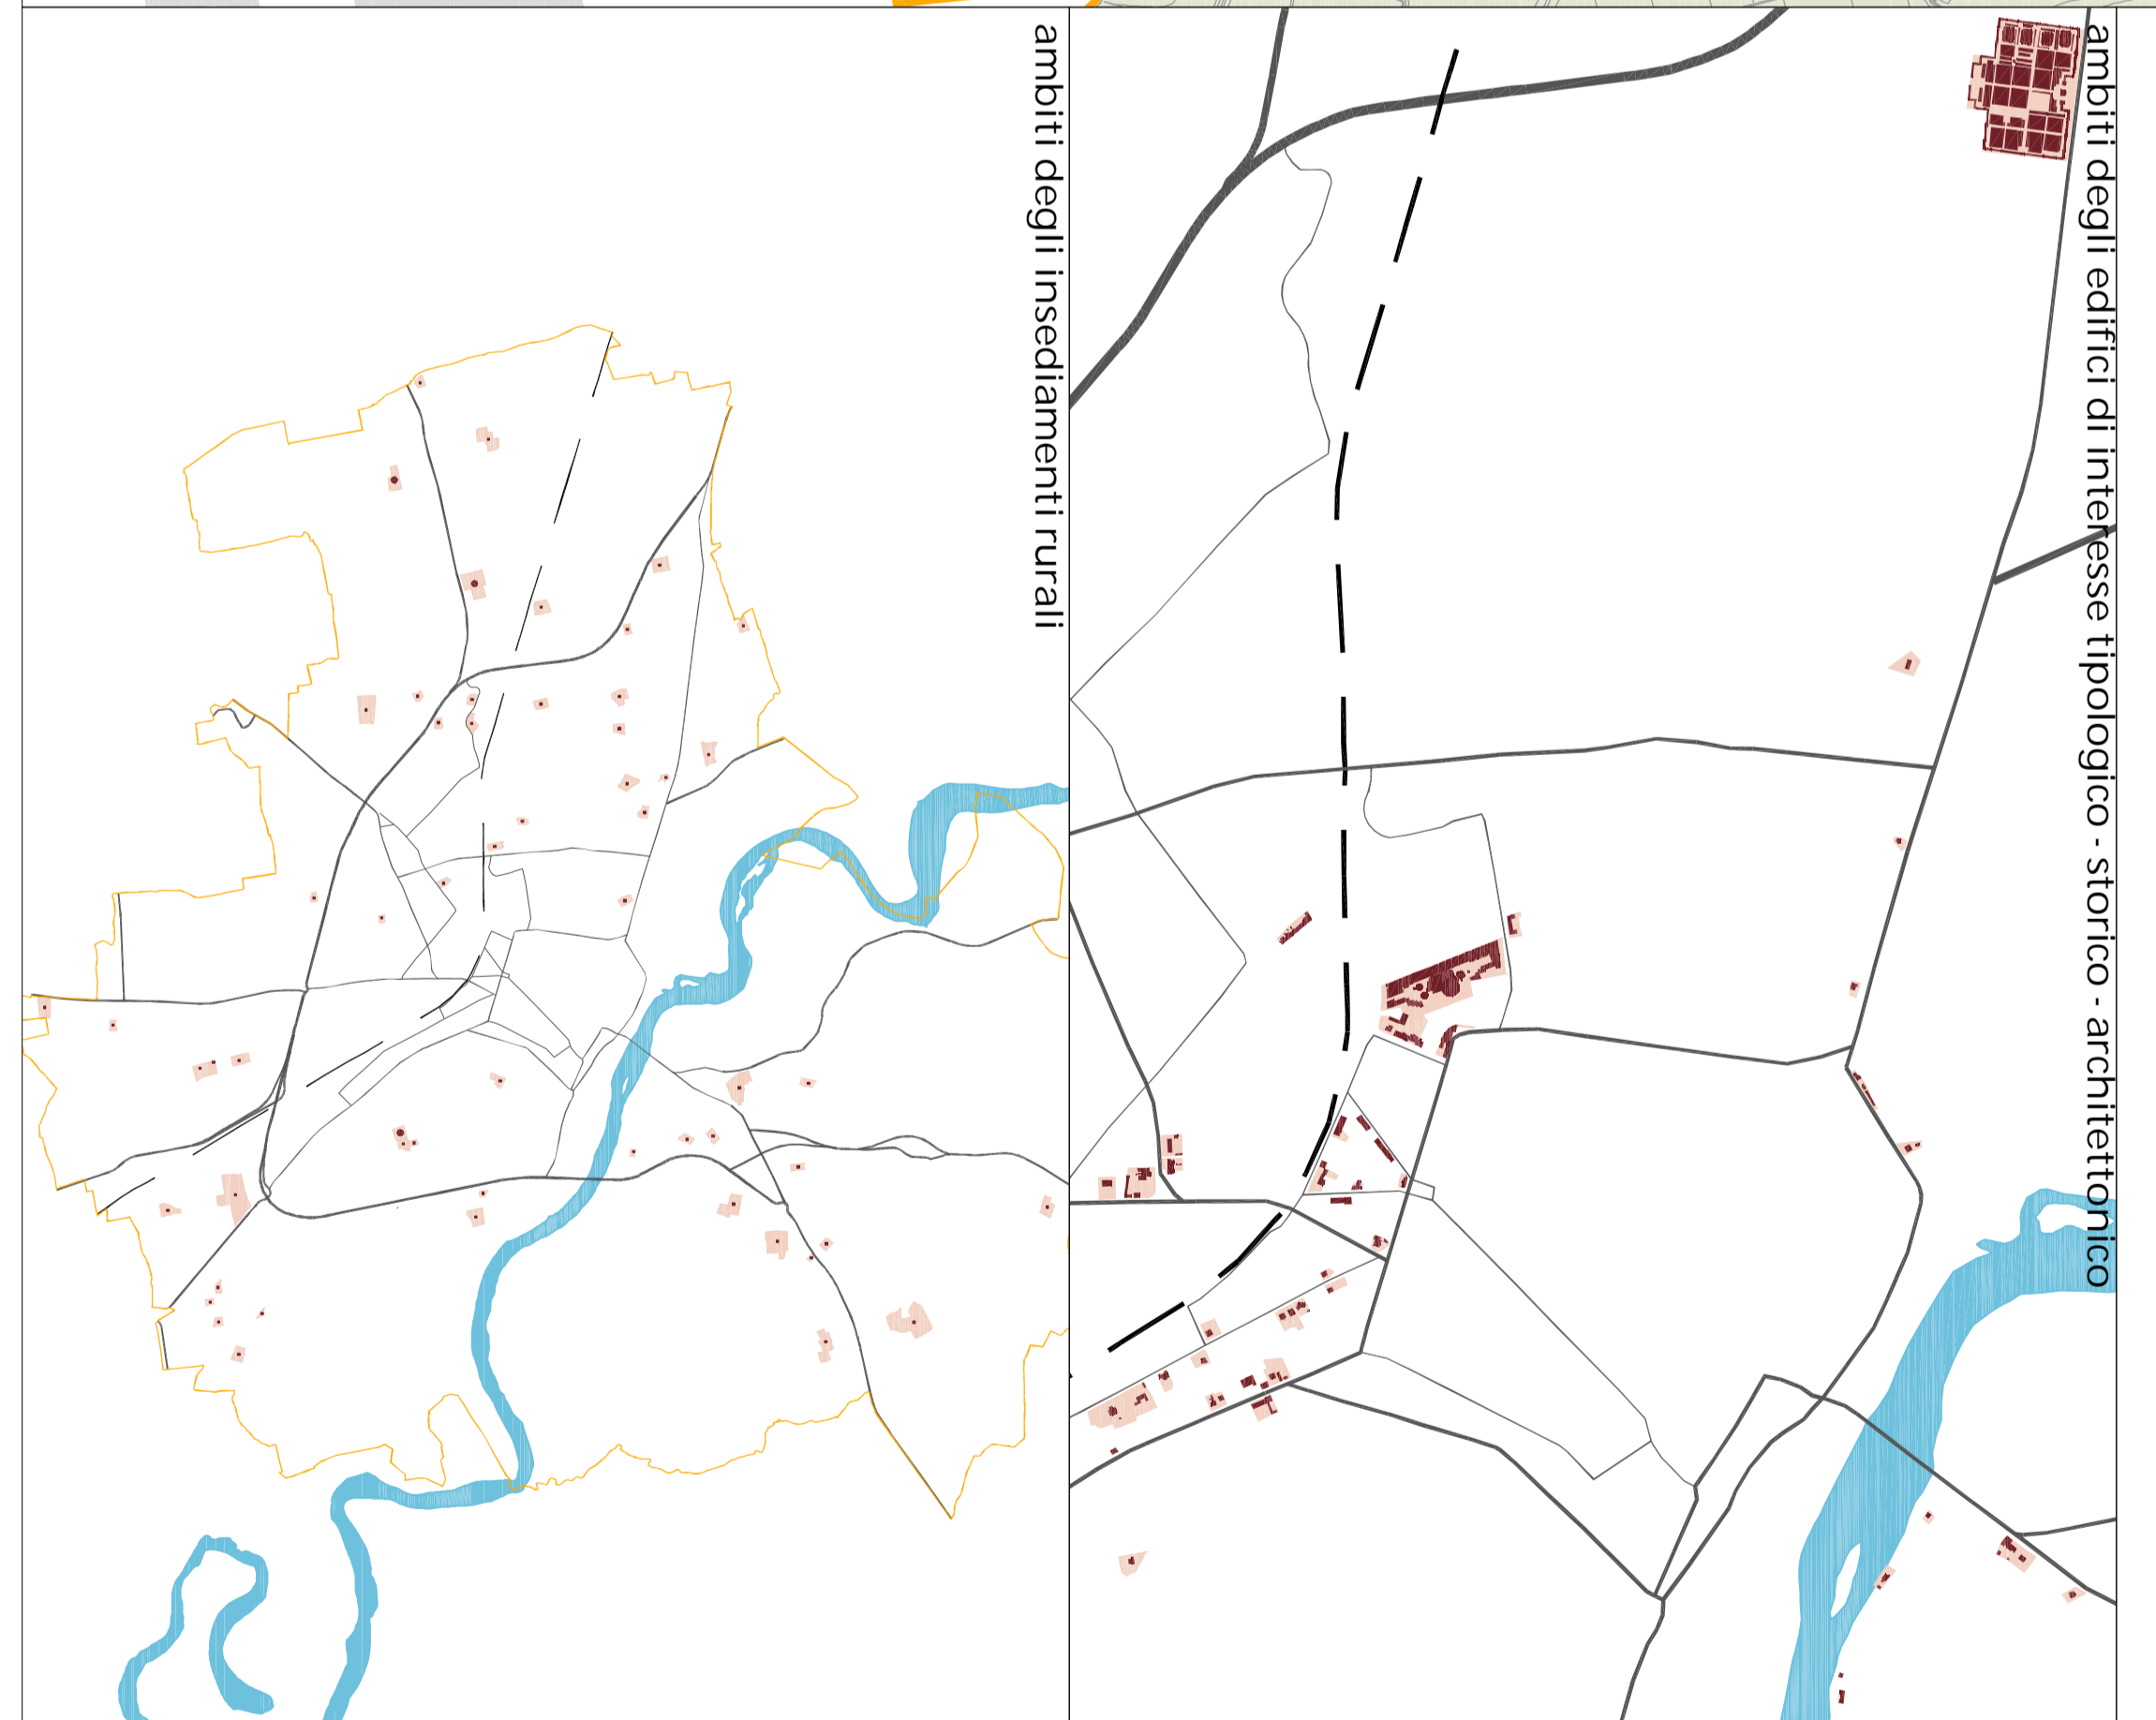 ambiti degli insediamenti rurali
ambiti degli edifici di interesse tipologico - storico - architettonico